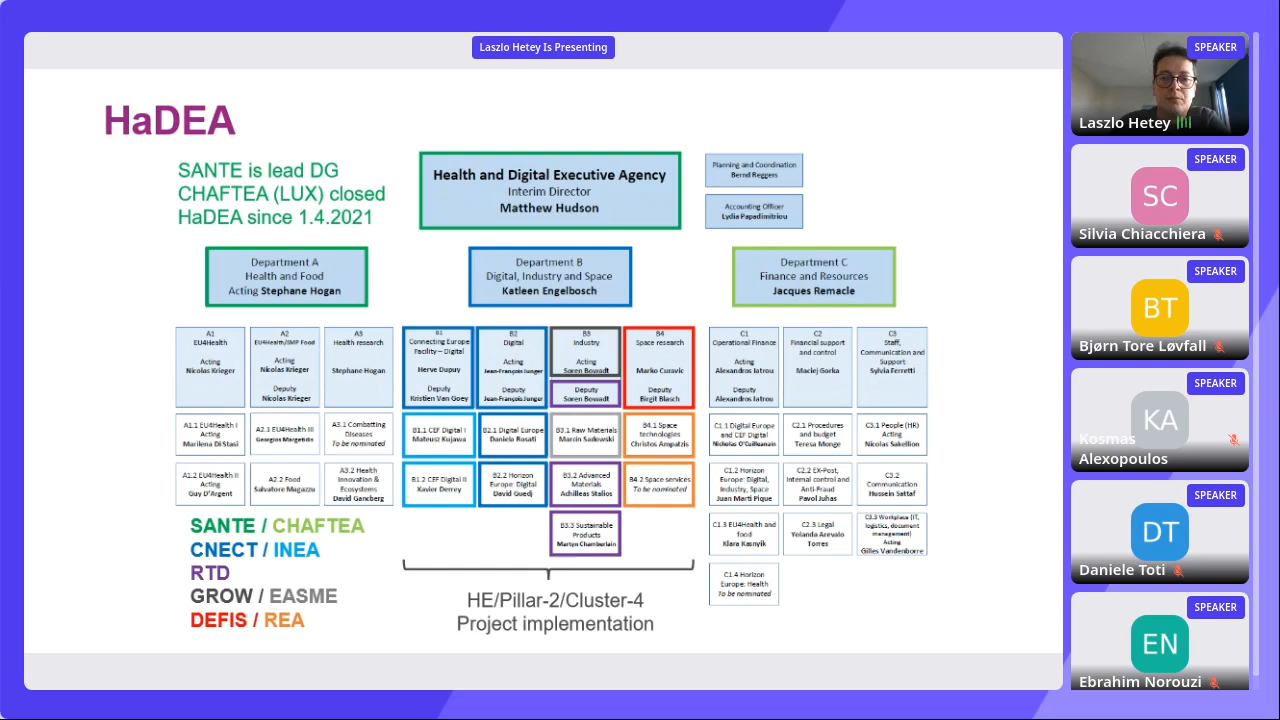 Laszlo Hetey Is Presenting
HaDEA
SANTE is lead DG
CHAFTEA (LUX) closed
HaDEA since 1.4.2021
Health and Digital Executive Agency
Interim Director
Matthew Hudson
Planning and Coordination
Bernd Reggers
Accounting Officer
Lydia Papadimitriou
Department A
Health and Food
Acting Stephane Hogan
Department B
Digital, Industry and Space
Katleen Engelbosch
Department C
Finance and Resources
Jacques Remacle
A1
EU4Health
Acting
Nicolas Krieger
A2
EU4Health/SMP Food
Acting
Nicolas Krieger
Deputy
Nicolas Krieger
A3
Health research
Stephane Hogan
B1
Connecting Europe
Facility – Digital
Herve Dupuy
Deputy
Kristien Van Goey
B2
Digital
Acting
Jean-François Junger
Deputy
Jean-François Junger
B3
Industry
Acting
Soren Bowadt
Deputy
Soren Bowadt
B4
Space research
Marko Curavic
Deputy
Birgit Blasch
C1
Operational Finance
Acting
Alexandros Iatrou
Deputy
Alexandros Iatrou
C2
Financial support
and control
Maciej Gorka
C3
Staff,
Communication and
Support
Sylvia Ferretti
A1.1 EU4Health I
Acting
Marilena Di Stasi
A2.1 EU4Health III
Georgios Margetidis
A3.1 Combatting
Diseases
To be nominated
B1.1 CEF Digital I
Mateusz Kujawa
B2.1 Digital Europe
Daniela Rosati
B3.1 Raw Materials
Marcin Sadowski
B4.1 Space
technologies
Christos Ampatzis
C1.1 Digital Europe
and CEF Digital
Nicholas O'Cuilleanain
C2.1 Procedures
and budget
Teresa Monge
C3.1 People (HR)
Acting
Nicolas Sakellion
A1.2 EU4Health II
Acting
Guy D'Argent
A2.2 Food
Salvatore Magazzu
A3.2 Health
Innovation &
Ecosystems
David Gancberg
B1.2 CEF Digital II
Xavier Derrey
B2.2 Horizon
Europe: Digital
David Guedj
B3.2 Advanced
Materials
Achilleas Stalios
B4.2 Space services
To be nominated
C1.2 Horizon
Europe: Digital,
Industry, Space
Juan Marti Pique
C2.2 EX-Post,
Internal control and
Anti-Fraud
Pavol Juhas
C3.2
Communication
Hussein Sattaf
B3.3 Sustainable
Products
Martyn Chamberlain
C1.3 EU4Health and
food
Klara Kasnyik
C2.3 Legal
Yolanda Arevalo
Torres
C3.3 Workplace (IT,
logistics, document
management)
Acting
Gilles Vandenborre
C1.4 Horizon
Europe: Health
To be nominated
SANTE / CHAFTEA
CNECT / INEA
RTD
GROW / EASME
DEFIS / REA
HE/Pillar-2/Cluster-4
Project implementation
SPEAKER
Laszlo Hetey
SPEAKER
SC
Silvia Chiacchiera
SPEAKER
BT
Bjørn Tore Løvfall
SPEAKER
KA
Kosmas
Alexopoulos
SPEAKER
DT
Daniele Toti
SPEAKER
EN
Ebrahim Norouzi